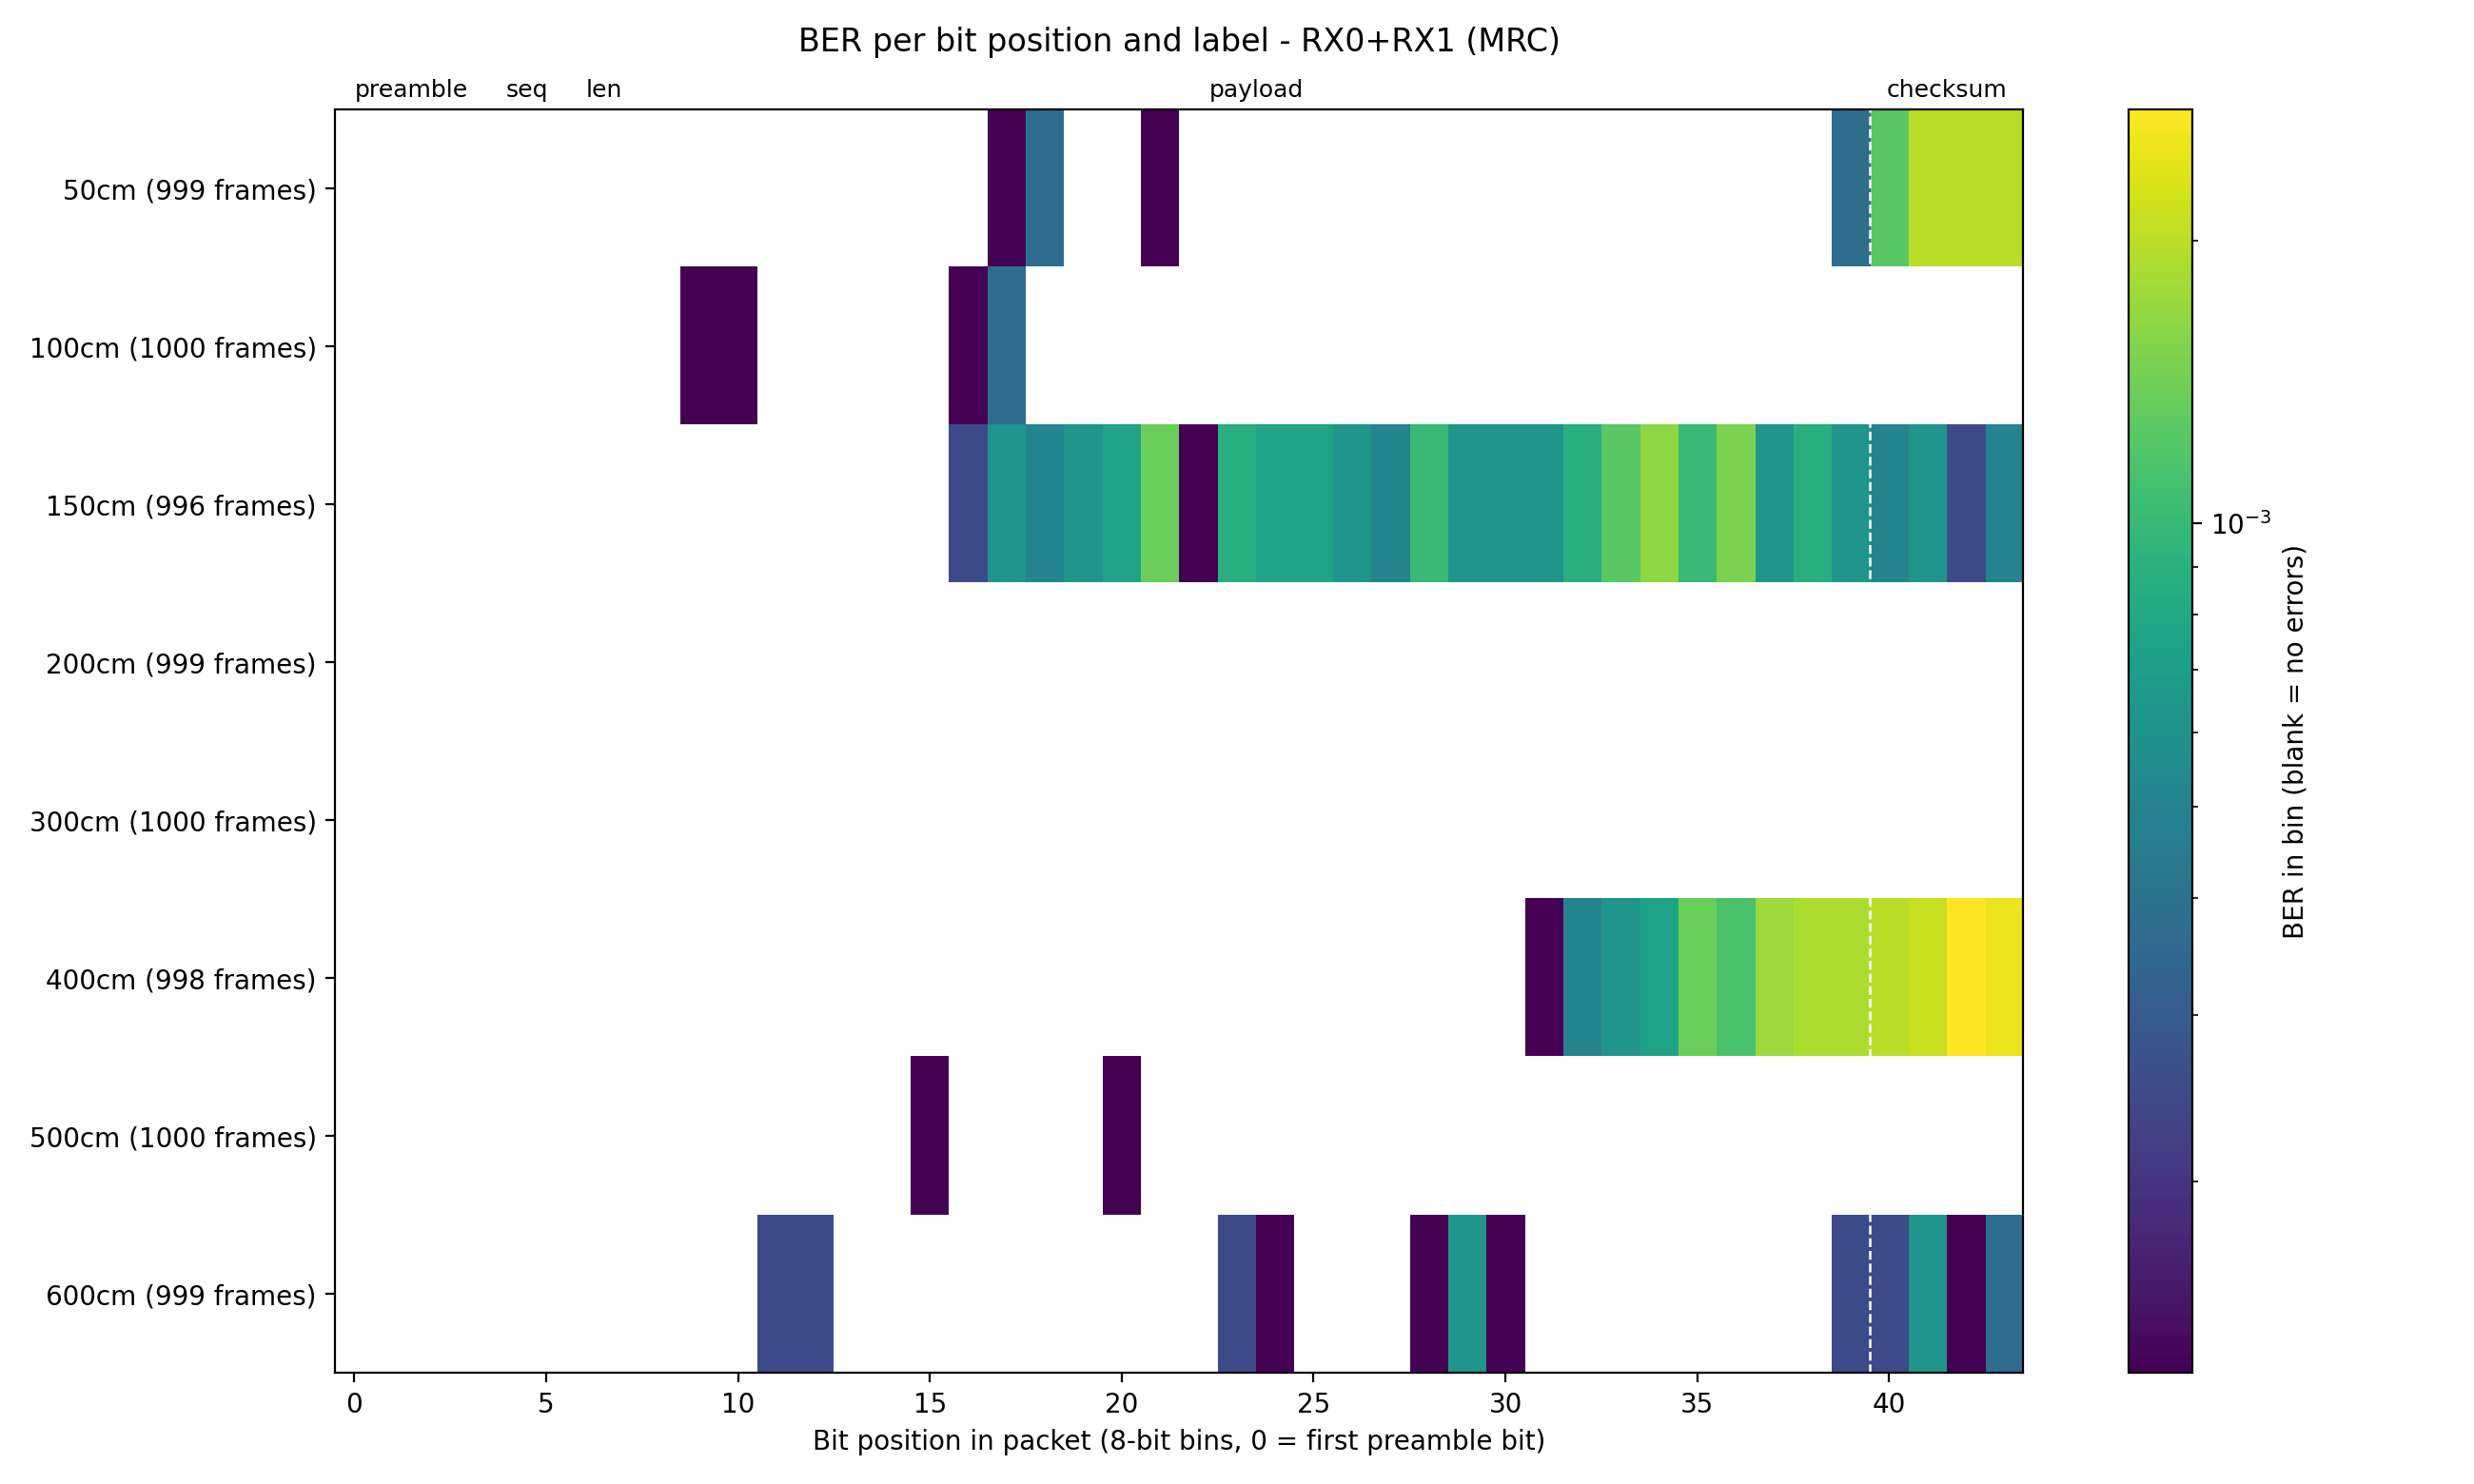 BER per bit position and label - RX0+RX1 (MRC)
preamble seq len payload checksum
50cm (999 frames)
100cm (1000 frames)
150cm (996 frames)
200cm (999 frames)
300cm (1000 frames)
400cm (998 frames)
500cm (1000 frames)
600cm (999 frames)
0 5 10 15 20 25 30 35 40
Bit position in packet (8-bit bins, 0 = first preamble bit)
10⁻³
BER in bin (blank = no errors)